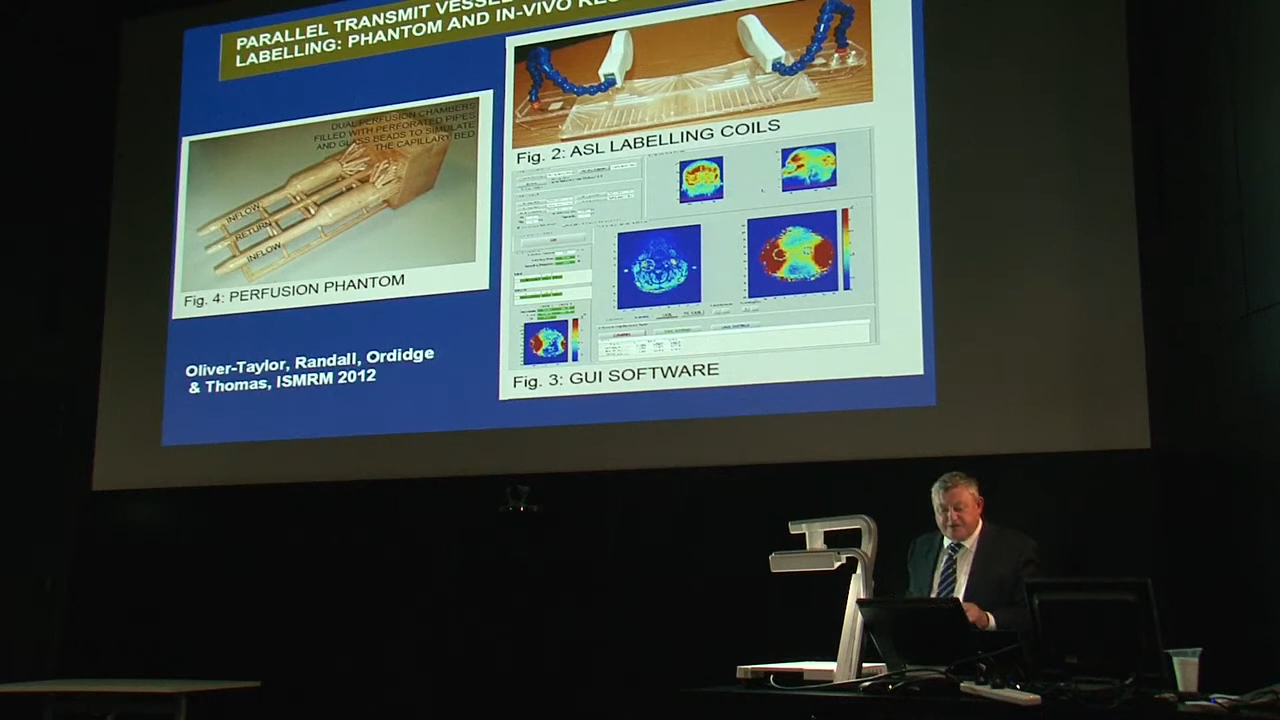 PARALLEL TRANSMIT VESSEL
LABELLING: PHANTOM AND IN-VIVO
DUAL PERFUSION CHAMBERS
FILLED WITH PERFORATED PIPES
AND GLASS BEADS TO SIMULATE
THE CAPILLARY BED
INFLOW
RETURN
INFLOW
Fig. 4: PERFUSION PHANTOM
Oliver-Taylor, Randall, Ordidge
& Thomas, ISMRM 2012
Fig. 2: ASL LABELLING COILS
Fig. 3: GUI SOFTWARE